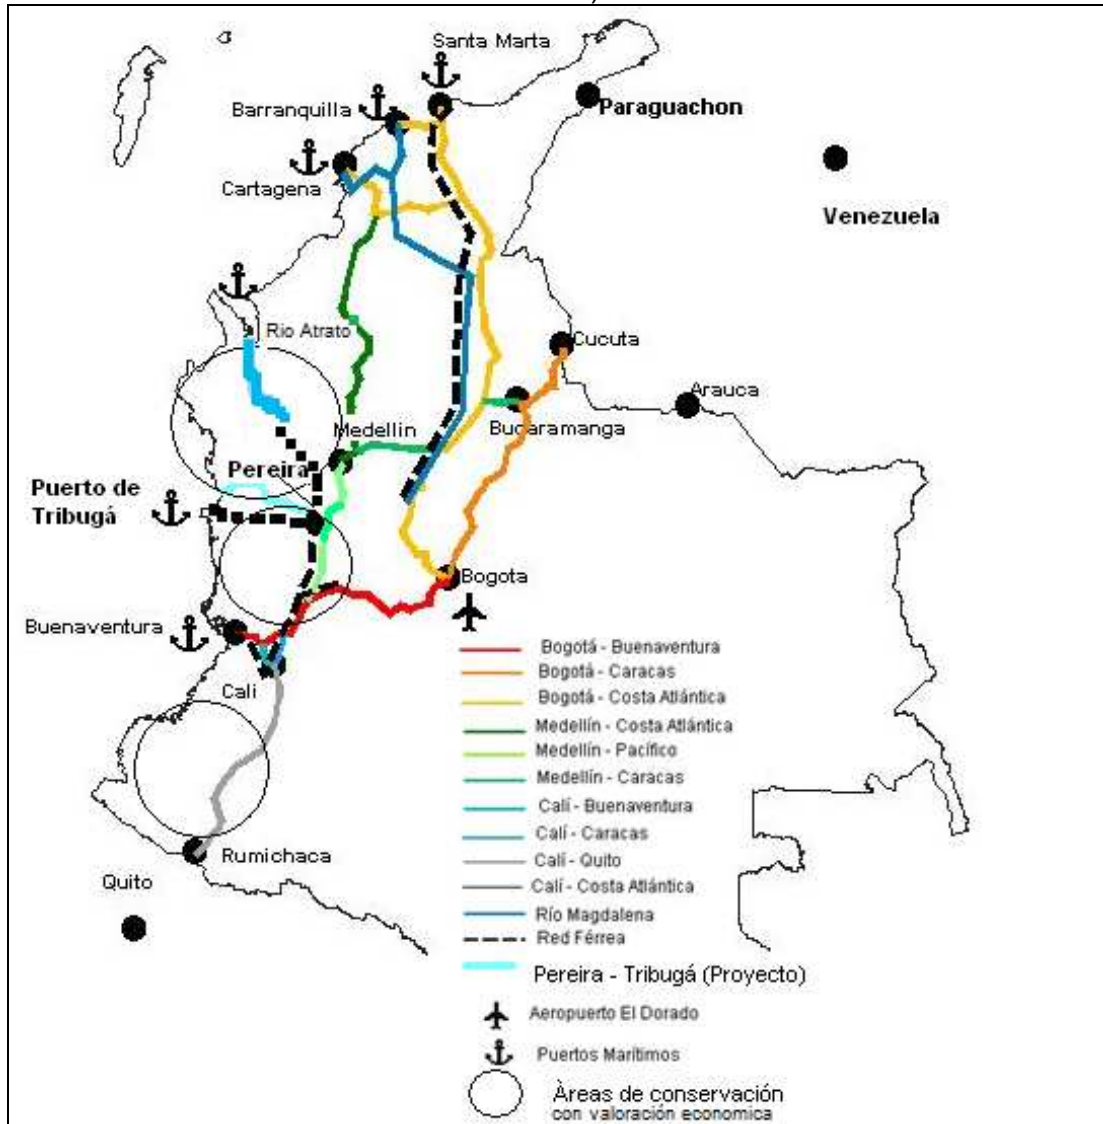 Santa Marta
Barranquilla
Paraguachon
Cartagena
Venezuela
Rio Atrato
Cucuta
Arauca
Medellin
Bucaramanga
Pereira
Puerto de
Tribugá
Bogota
Buenaventura
Cali
Rumichaca
Quito
Bogotá - Buenaventura
Bogotá - Caracas
Bogotá - Costa Atlántica
Medellín - Costa Atlántica
Medellín - Pacífico
Medellín - Caracas
Calí - Buenaventura
Calí - Caracas
Calí - Quito
Calí - Costa Atlántica
Río Magdalena
Red Férrea
Pereira - Tribugá (Proyecto)
Aeropuerto El Dorado
Puertos Marítimos
Àreas de conservación
con valoración economica